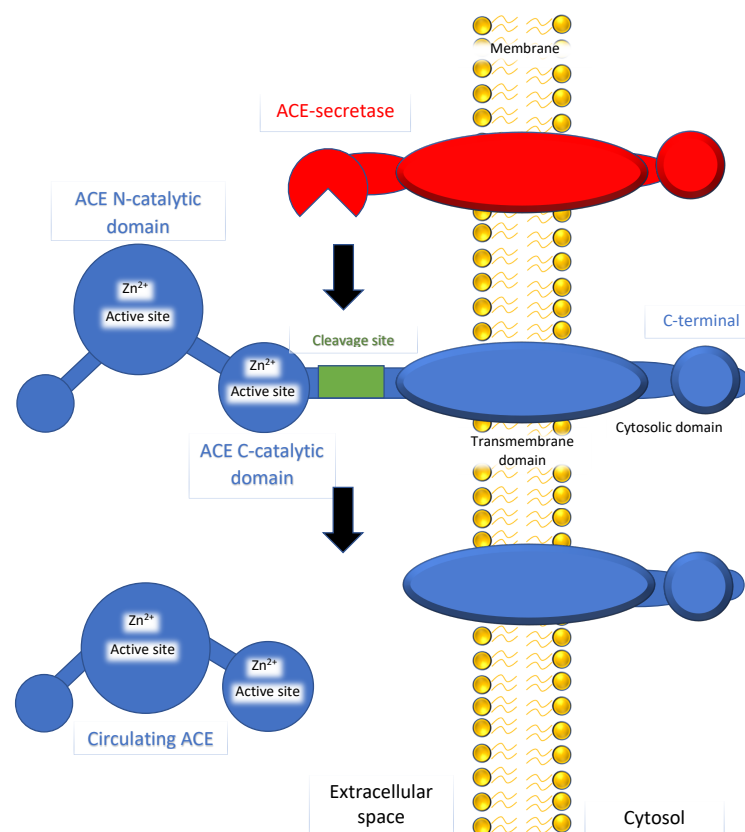 Membrane
ACE-secretase
ACE N-catalytic
domain
Zn²⁺
Active site
C-terminal
Cleavage site
Zn²⁺
Active site
Cytosolic domain
Transmembrane
domain
ACE C-catalytic
domain
Zn²⁺
Active site
Zn²⁺
Active site
Circulating ACE
Extracellular
space
Cytosol